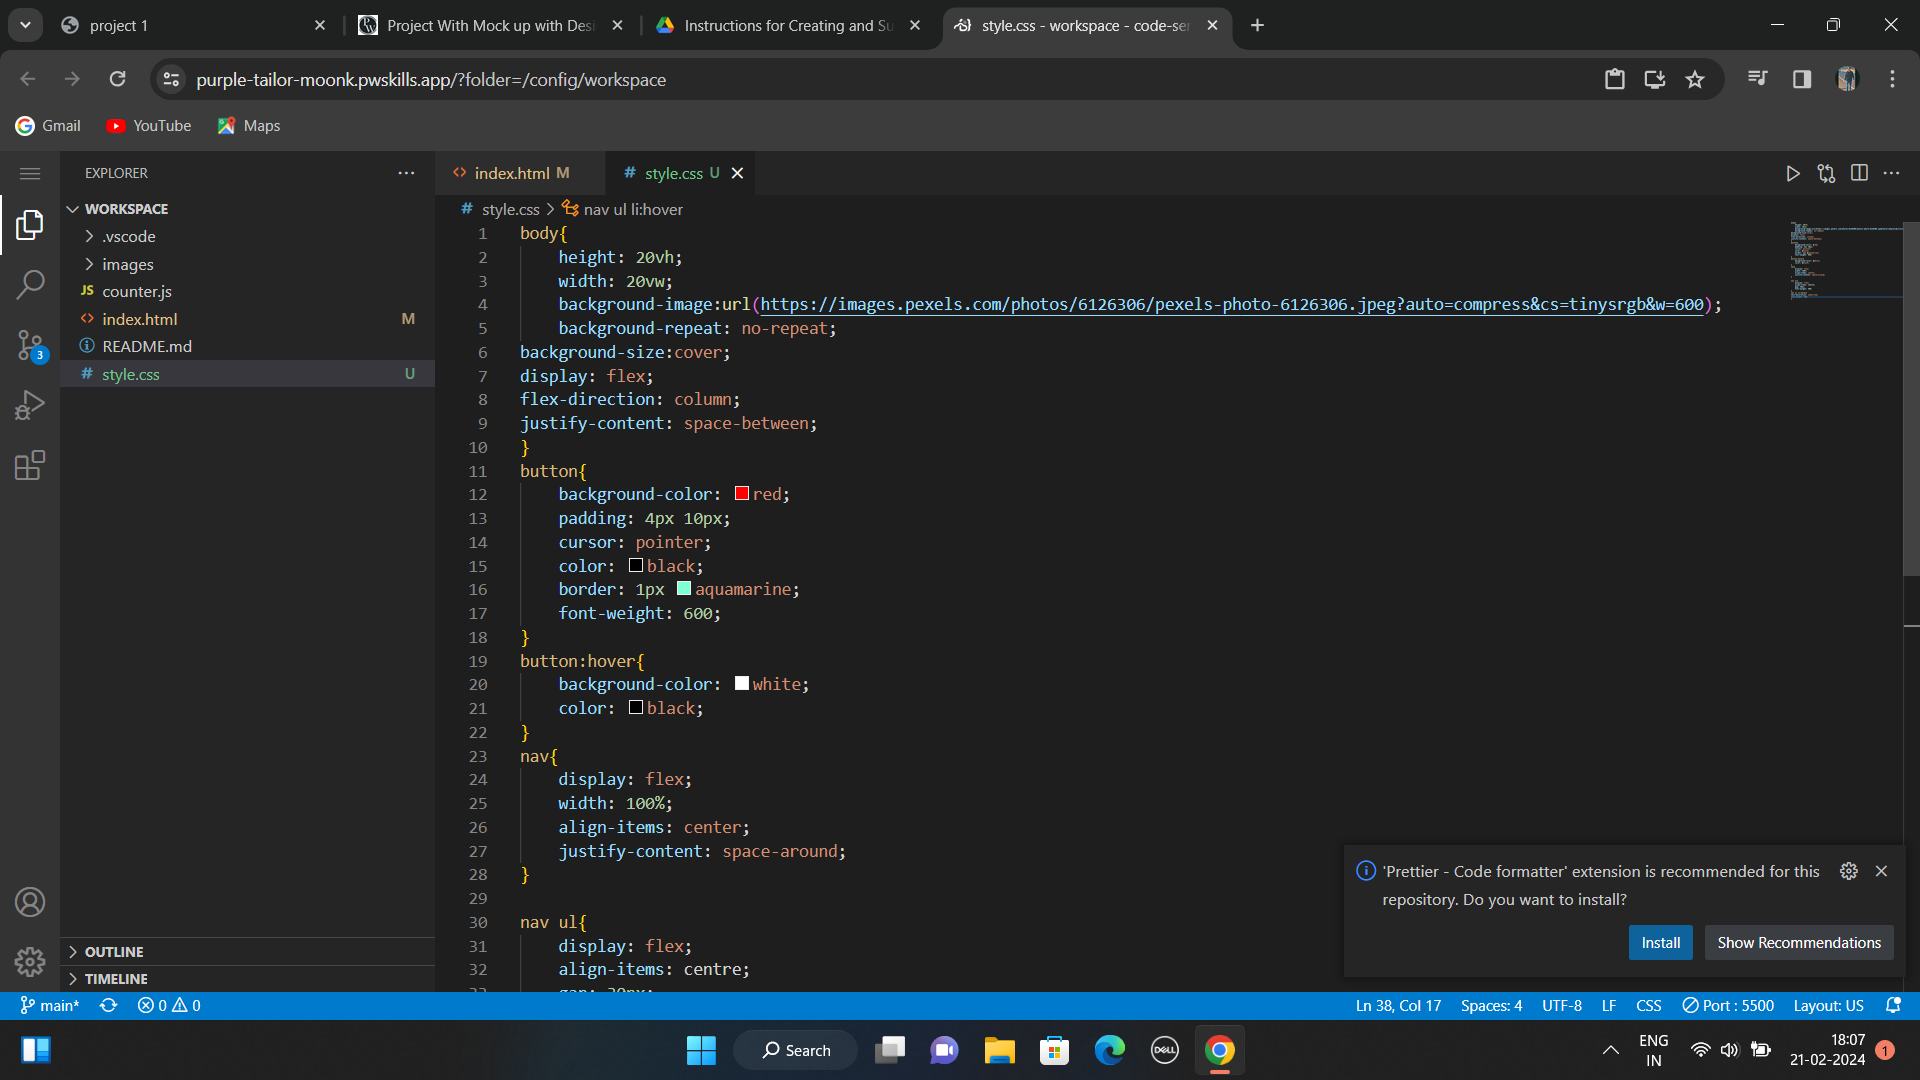 project 1
Project With Mock up with Desi
Instructions for Creating and Su
style.css - workspace - code-ser
purple-tailor-moonk.pwskills.app/?folder=/config/workspace
Gmail
YouTube
Maps
EXPLORER
index.html M
style.css U
WORKSPACE
style.css > nav ul li:hover
.vscode
images
JS counter.js
index.html M
README.md
# style.css U
3
1 body{
2 height: 20vh;
3 width: 20vw;
4 background-image:url(https://images.pexels.com/photos/6126306/pexels-photo-6126306.jpeg?auto=compress&cs=tinysrgb&w=600);
5 background-repeat: no-repeat;
6 background-size:cover;
7 display: flex;
8 flex-direction: column;
9 justify-content: space-between;
10 }
11 button{
12 background-color: red;
13 padding: 4px 10px;
14 cursor: pointer;
15 color: black;
16 border: 1px aquamarine;
17 font-weight: 600;
18 }
19 button:hover{
20 background-color: white;
21 color: black;
22 }
23 nav{
24 display: flex;
25 width: 100%;
26 align-items: center;
27 justify-content: space-around;
28 }
29
30 nav ul{
31 display: flex;
32 align-items: centre;
'Prettier - Code formatter' extension is recommended for this
repository. Do you want to install?
Install
Show Recommendations
OUTLINE
TIMELINE
main* 0 0
Ln 38, Col 17 Spaces: 4 UTF-8 LF CSS Port : 5500 Layout: US
Search
DELL
ENG
IN
18:07
21-02-2024
1